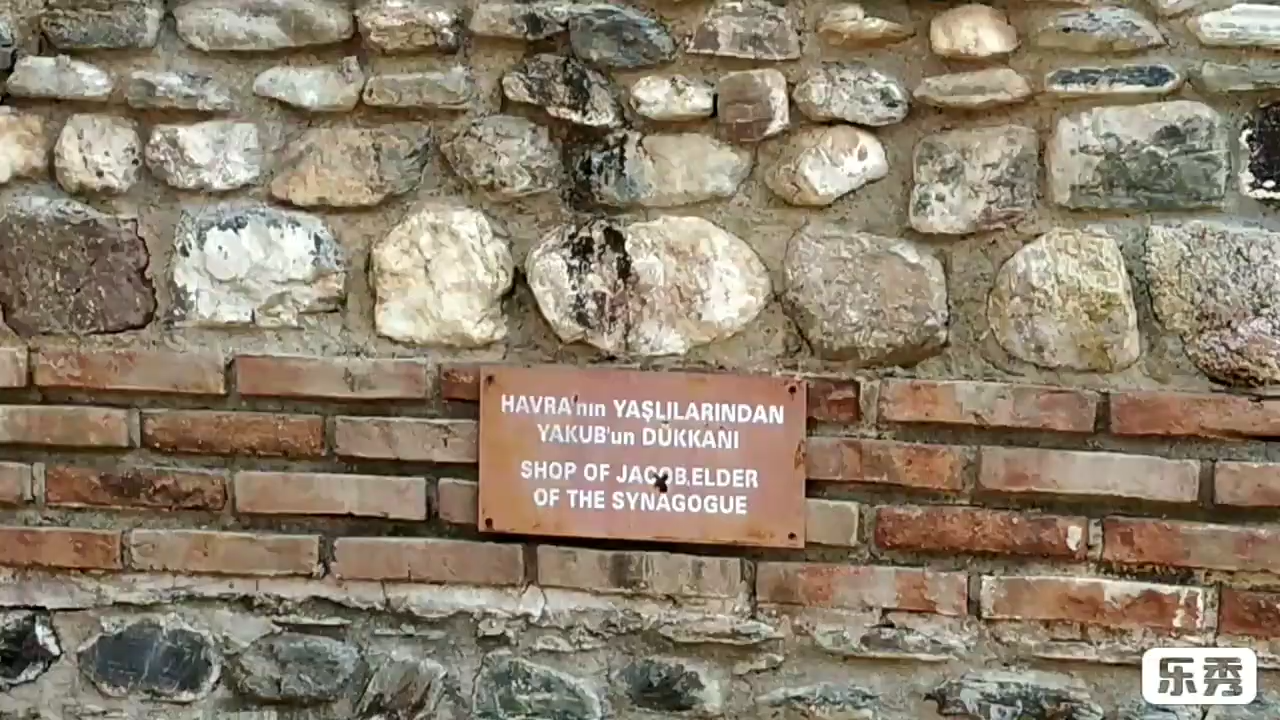 HAVRA'nın YAŞLILARINDAN
YAKUB'un DÜKKANI
SHOP OF JACOB,ELDER
OF THE SYNAGOGUE
乐秀